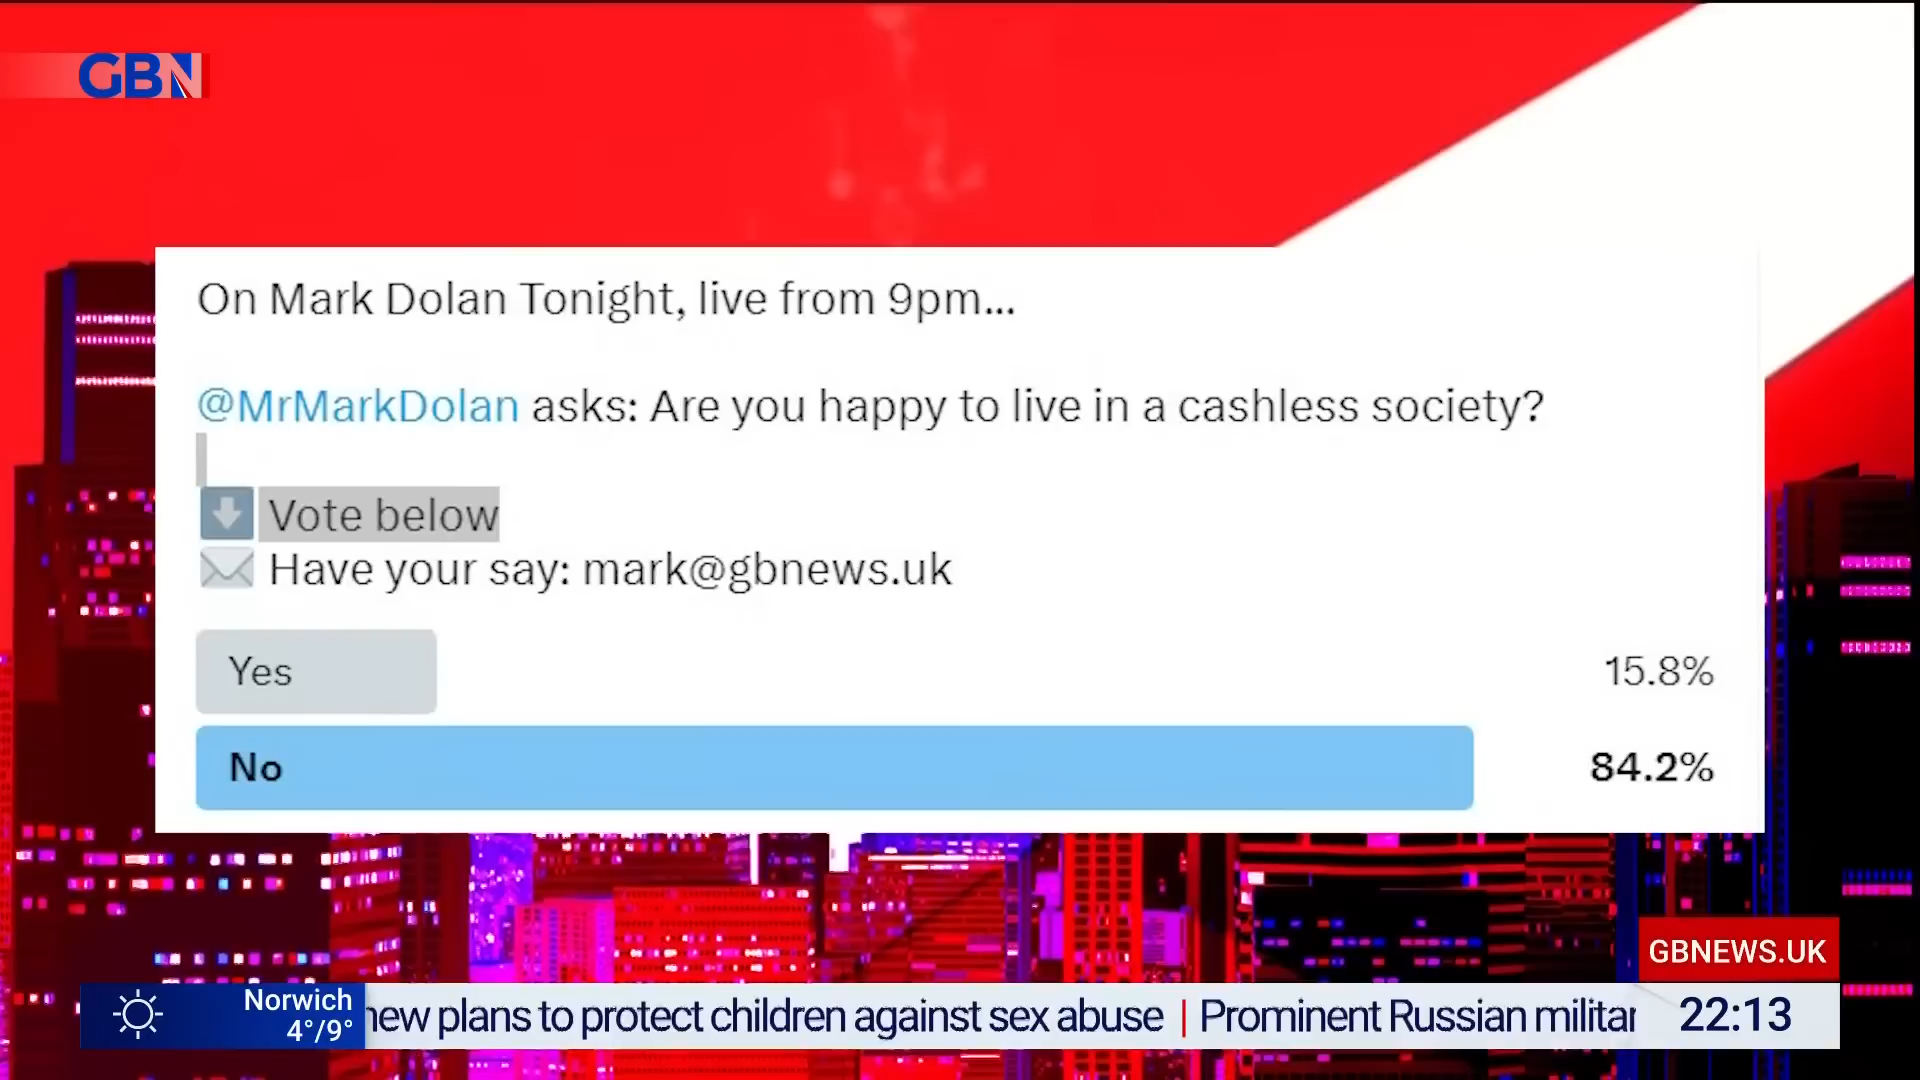 GBN
On Mark Dolan Tonight, live from 9pm...
@MrMarkDolan asks: Are you happy to live in a cashless society?
Vote below
Have your say: mark@gbnews.uk
Yes 15.8%
No 84.2%
GBNEWS.UK
Norwich
4°/9°
new plans to protect children against sex abuse | Prominent Russian militar
22:13